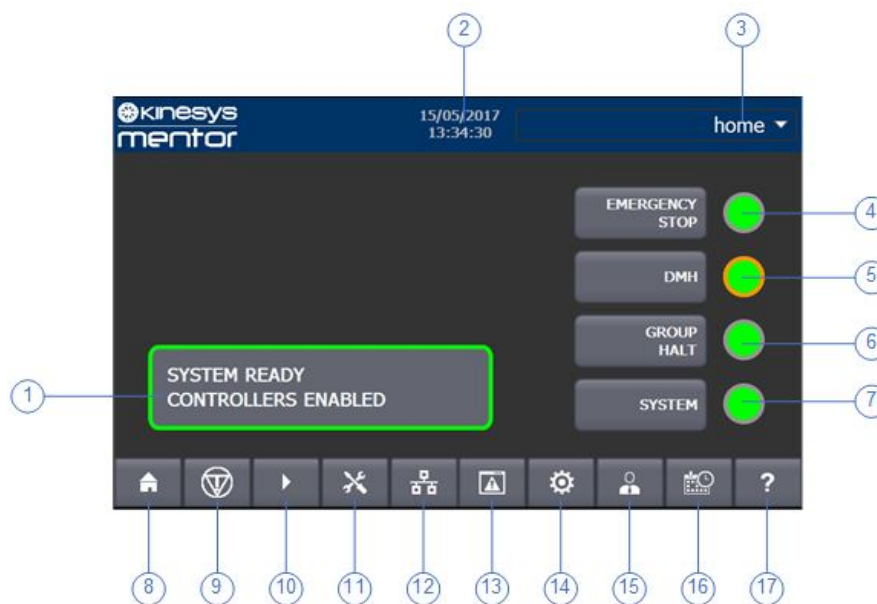 2
3
KINESYS
mentor
15/05/2017
13:34:30
home
EMERGENCY
STOP
4
DMH
5
GROUP
HALT
6
1
SYSTEM READY
CONTROLLERS ENABLED
SYSTEM
7
?
8
9
10
11
12
13
14
15
16
17